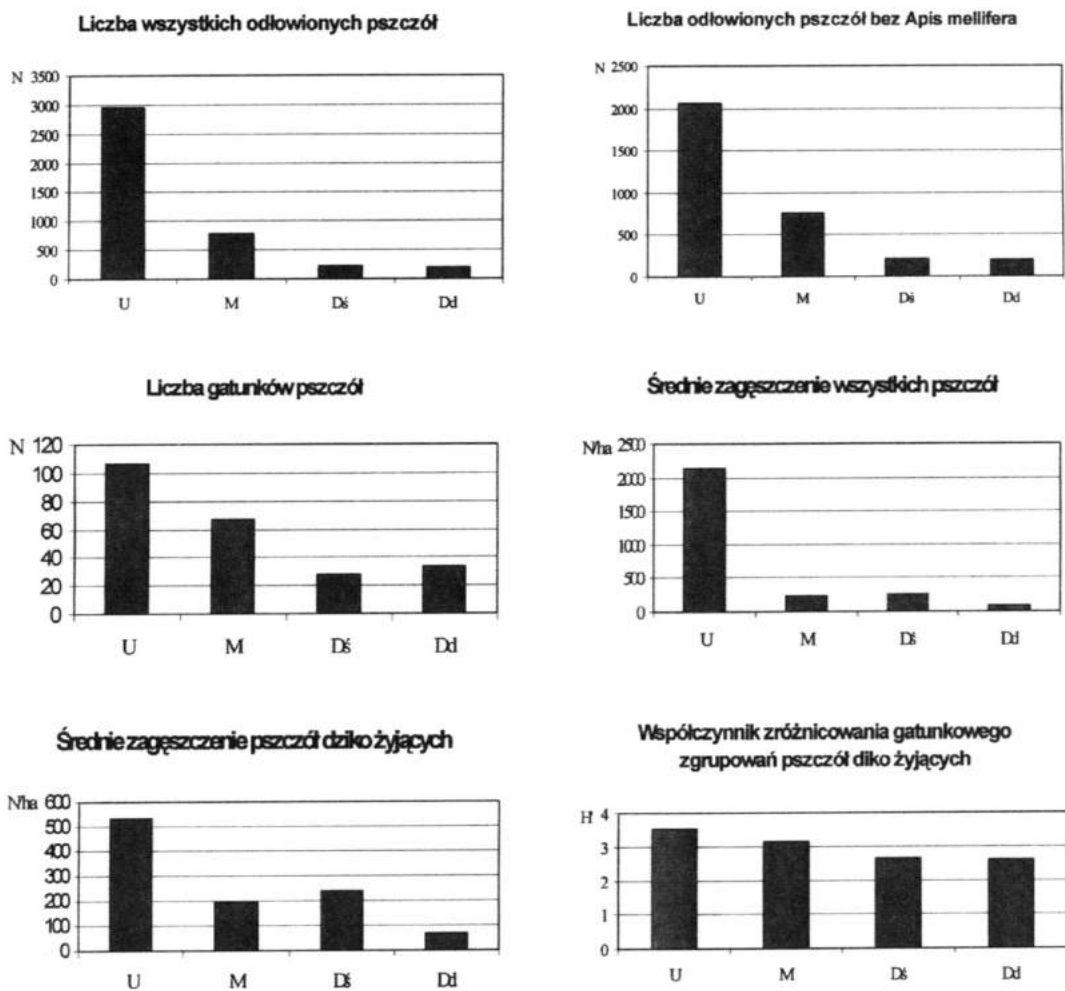 Liczba wszystkich odłowionych pszczół
N 3500
3000
2500
2000
1500
1000
500
0
U M Dś Dd
Liczba odłowionych pszczół bez Apis mellifera
N 2500
2000
1500
1000
500
0
U M Dś Dd
Liczba gatunków pszczół
N 120
100
80
60
40
20
0
U M Dś Dd
Średnie zagęszczenie wszystkich pszczół
N/ha 2500
2000
1500
1000
500
0
U M Dś Dd
Średnie zagęszczenie pszczół dziko żyjących
N/ha 600
500
400
300
200
100
0
U M Dś Dd
Współczynnik zróżnicowania gatunkowego
zgrupowań pszczół diko żyjących
H' 4
3
2
1
0
U M Dś Dd